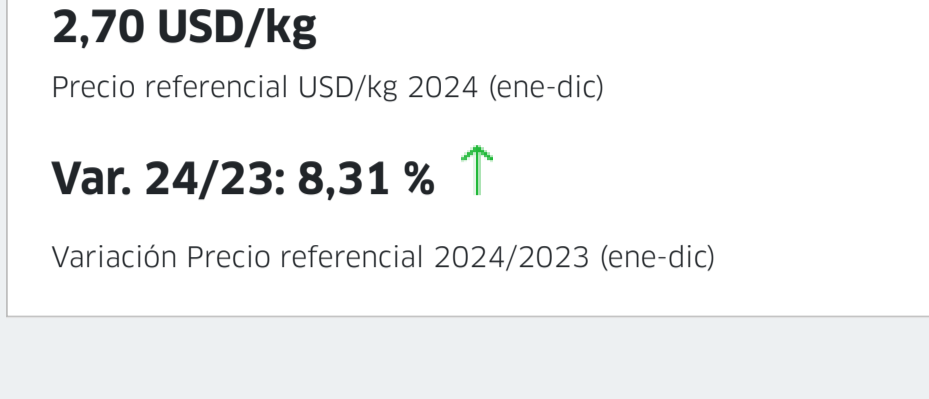 2,70 USD/kg
Precio referencial USD/kg 2024 (ene-dic)
Var. 24/23: 8,31 %
Variación Precio referencial 2024/2023 (ene-dic)